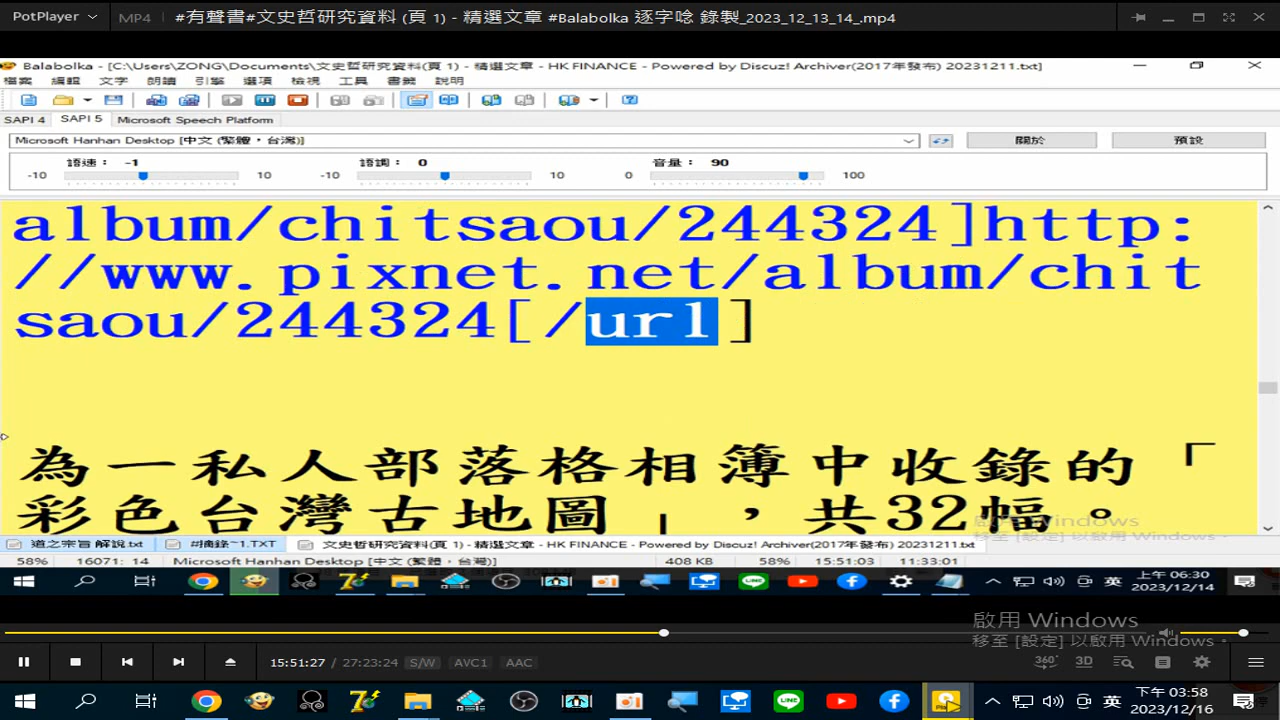 PotPlayer MP4 #有聲書#文史哲研究資料 (頁 1) - 精選文章 #Balabolka 逐字唸 錄製_2023_12_13_14_.mp4
Balabolka - [C:\Users\ZONG\Documents\文史哲研究資料(頁 1) - 精選文章 - HK FINANCE - Powered by Discuz! Archiver(2017年發布) 20231211.txt]
檔案 編輯 文字 朗讀 引擎 選項 檢視 工具 書籤 說明
SAPI 4 SAPI 5 Microsoft Speech Platform
Microsoft Hanhan Desktop [中文 (繁體，台灣)] 關於 預設
語速： -1 語調： 0 音量： 90
-10 10 -10 10 0 100
album/chitsaou/244324]http:
//www.pixnet.net/album/chit
saou/244324[/url]
為一私人部落格相簿中收錄的「
彩色台灣古地圖」，共32幅。
啟用 Windows
移至 [設定] 以啟用 Windows。
道之宗旨 解說.txt #摘錄~1.TXT 文史哲研究資料(頁 1) - 精選文章 - HK FINANCE - Powered by Discuz! Archiver(2017年發布) 20231211.txt
58% 16071: 14 Microsoft Hanhan Desktop [中文 (繁體，台灣)] 408 KB 58% 15:51:03 11:33:01
英 上午 06:30
2023/12/14
啟用 Windows
移至 [設定] 以啟用 Windows。
15:51:27 / 27:23:24 S/W AVC1 AAC 360° 3D
英 下午 03:58
2023/12/16